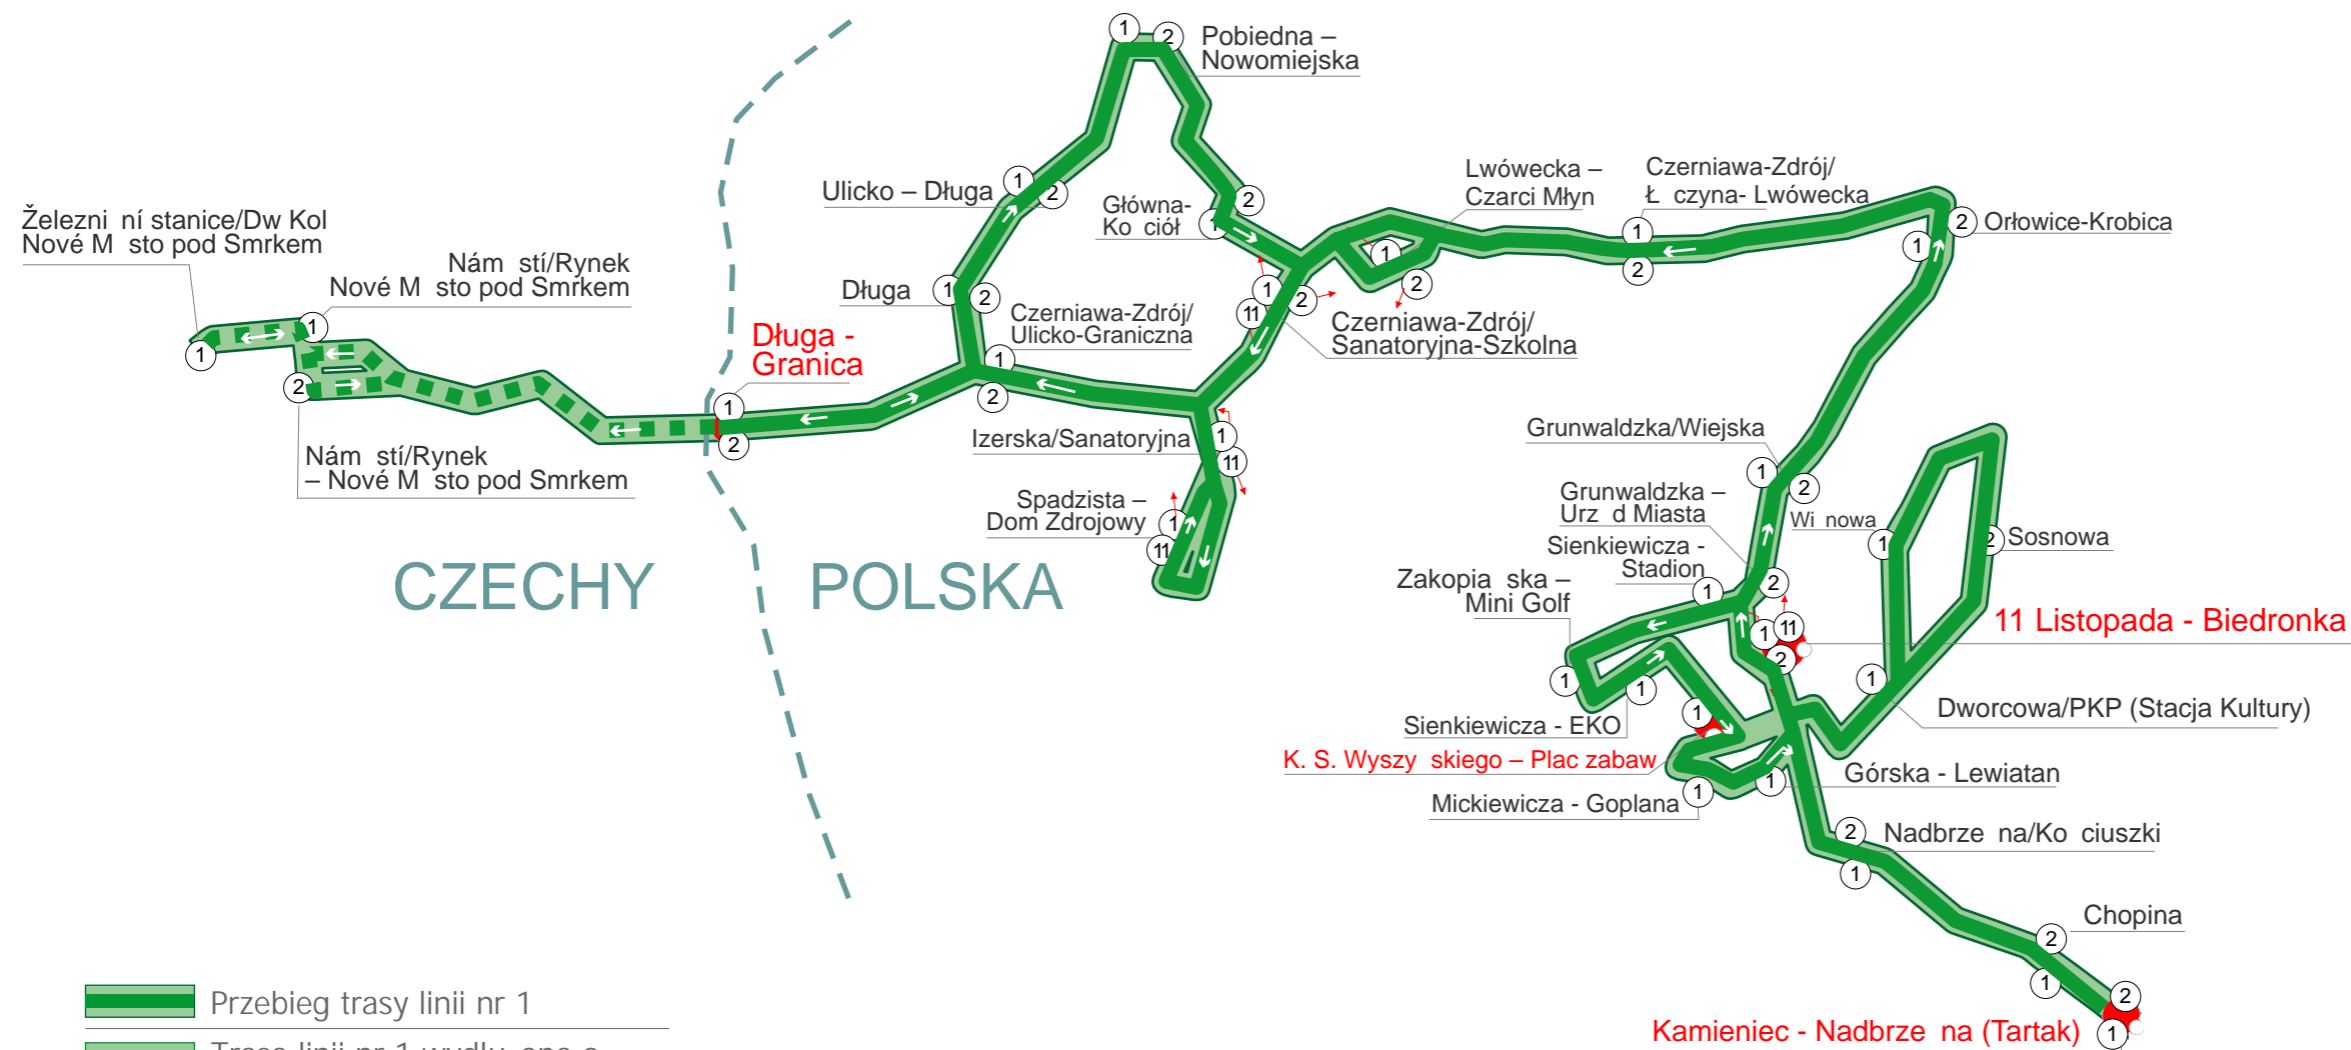 Pobiedna –
Nowomiejska
Ulicko – Długa
Główna-
Ko ciół
Lwówecka –
Czarci Młyn
Czerniawa-Zdrój/
Ł czyna- Lwówecka
Orłowice-Krobica
Železni ní stanice/Dw Kol
Nové M sto pod Smrkem
Nám stí/Rynek
Nové M sto pod Smrkem
Długa
Czerniawa-Zdrój/
Ulicko-Graniczna
Długa -
Granica
Czerniawa-Zdrój/
Sanatoryjna-Szkolna
Nám stí/Rynek
– Nové M sto pod Smrkem
Izerska/Sanatoryjna
Spadzista –
Dom Zdrojowy
Grunwaldzka/Wiejska
Grunwaldzka –
Urz d Miasta
Wi nowa
Sosnowa
Sienkiewicza -
Stadion
Zakopia ska –
Mini Golf
CZECHY
POLSKA
11 Listopada - Biedronka
Sienkiewicza - EKO
K. S. Wyszy skiego – Plac zabaw
Mickiewicza - Goplana
Dworcowa/PKP (Stacja Kultury)
Górska - Lewiatan
Nadbrze na/Ko ciuszki
Chopina
Kamieniec - Nadbrze na (Tartak)
Przebieg trasy linii nr 1